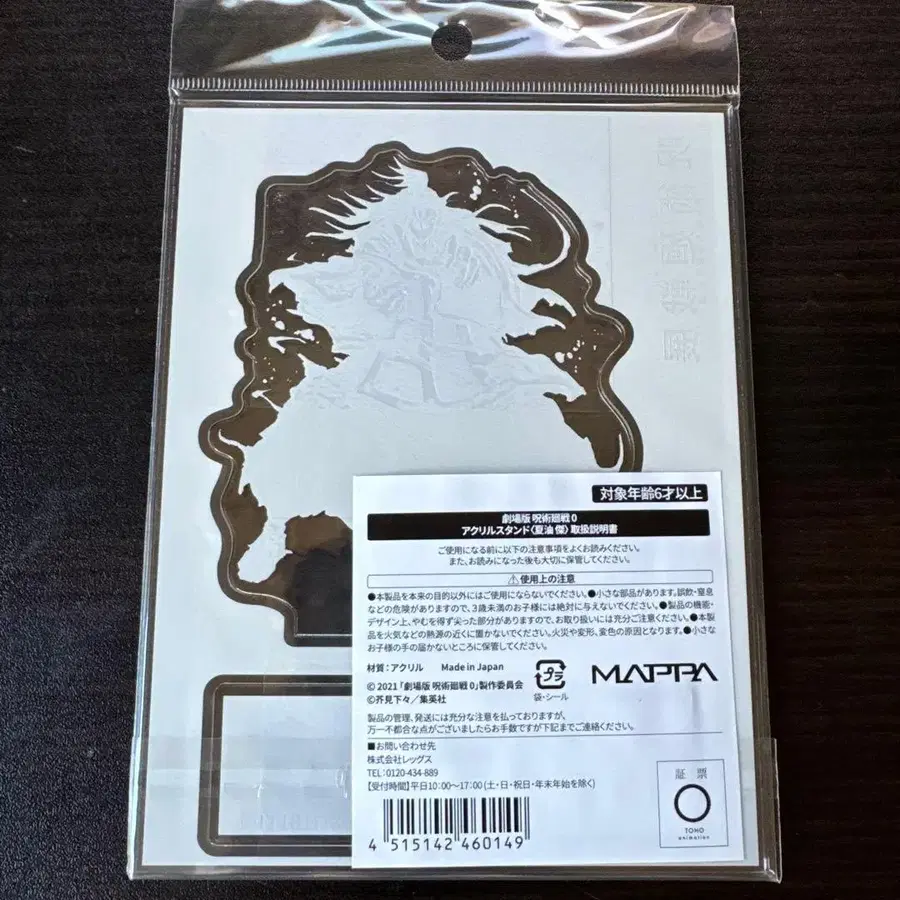 対象年齢6才以上
劇場版 呪術廻戦 0
アクリルスタンド〈夏油 傑〉 取扱説明書
ご使用になる前に以下の注意事項をよくお読みください。
また、お読みになった後も大切に保管してください。
⚠使用上の注意
●本製品を本来の目的以外にはご使用にならないでください。●小さな部品があります。誤飲・窒息
などの危険がありますので、3歳未満のお子様には絶対に与えないでください。●製品の機能・
デザイン上、やむを得ず尖った部分がありますので、お取り扱いには充分ご注意ください。●本製
品を火気などの熱源の近くに置かないでください。火災や変形、変色の原因となります。●小さな
お子様の手の届かないところに保管してください。
材質：アクリル Made in Japan
プラ
袋・シール
MAPPA
© 2021 「劇場版 呪術廻戦 0」製作委員会
©芥見下々／集英社
製品の管理、発送には充分な注意を払っておりますが、
万一不都合な点がございましたらお手数ですが下記までご連絡ください。
■お問い合わせ先
株式会社レッグス
TEL：0120-434-889
【受付時間】平日10：00〜17：00 (土・日・祝日・年末年始を除く)
4 515142 460149
証票
TOHO
animation